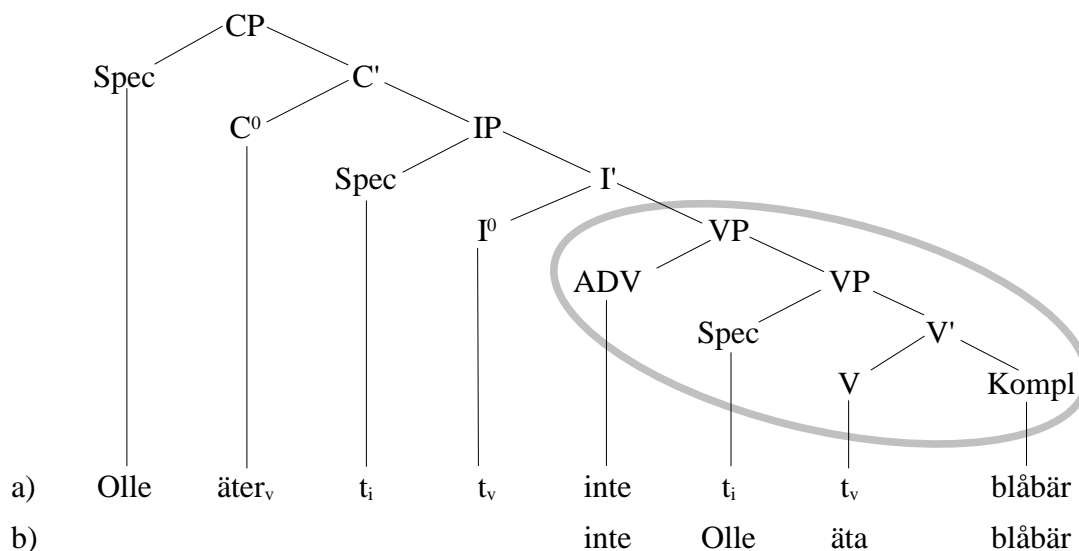 CP
Spec C'
C⁰ IP
Spec I'
I⁰ VP
ADV VP
Spec V'
V Kompl
a) Olle äterᵥ tᵢ tᵥ inte tᵢ tᵥ blåbär
b) inte Olle äta blåbär